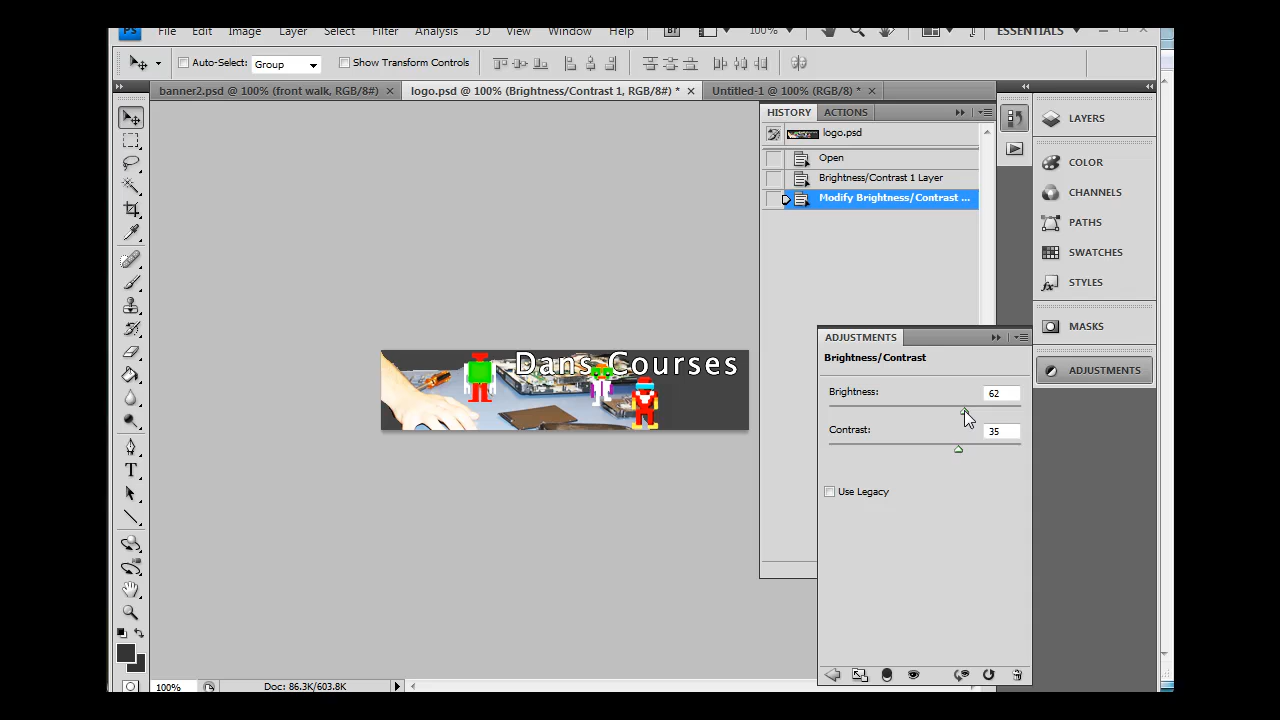 PS File Edit Image Layer Select Filter Analysis 3D View Window Help Br 100% ESSENTIALS
Auto-Select: Group Show Transform Controls
banner2.psd @ 100% (front walk, RGB/8#) logo.psd @ 100% (Brightness/Contrast 1, RGB/8#) * Untitled-1 @ 100% (RGB/8) *
HISTORY ACTIONS
logo.psd
Open
Brightness/Contrast 1 Layer
Modify Brightness/Contrast ...
LAYERS
COLOR
CHANNELS
PATHS
SWATCHES
STYLES
MASKS
ADJUSTMENTS
Dans Courses
ADJUSTMENTS
Brightness/Contrast
Brightness: 62
Contrast: 35
Use Legacy
100% Doc: 86.3K/603.8K